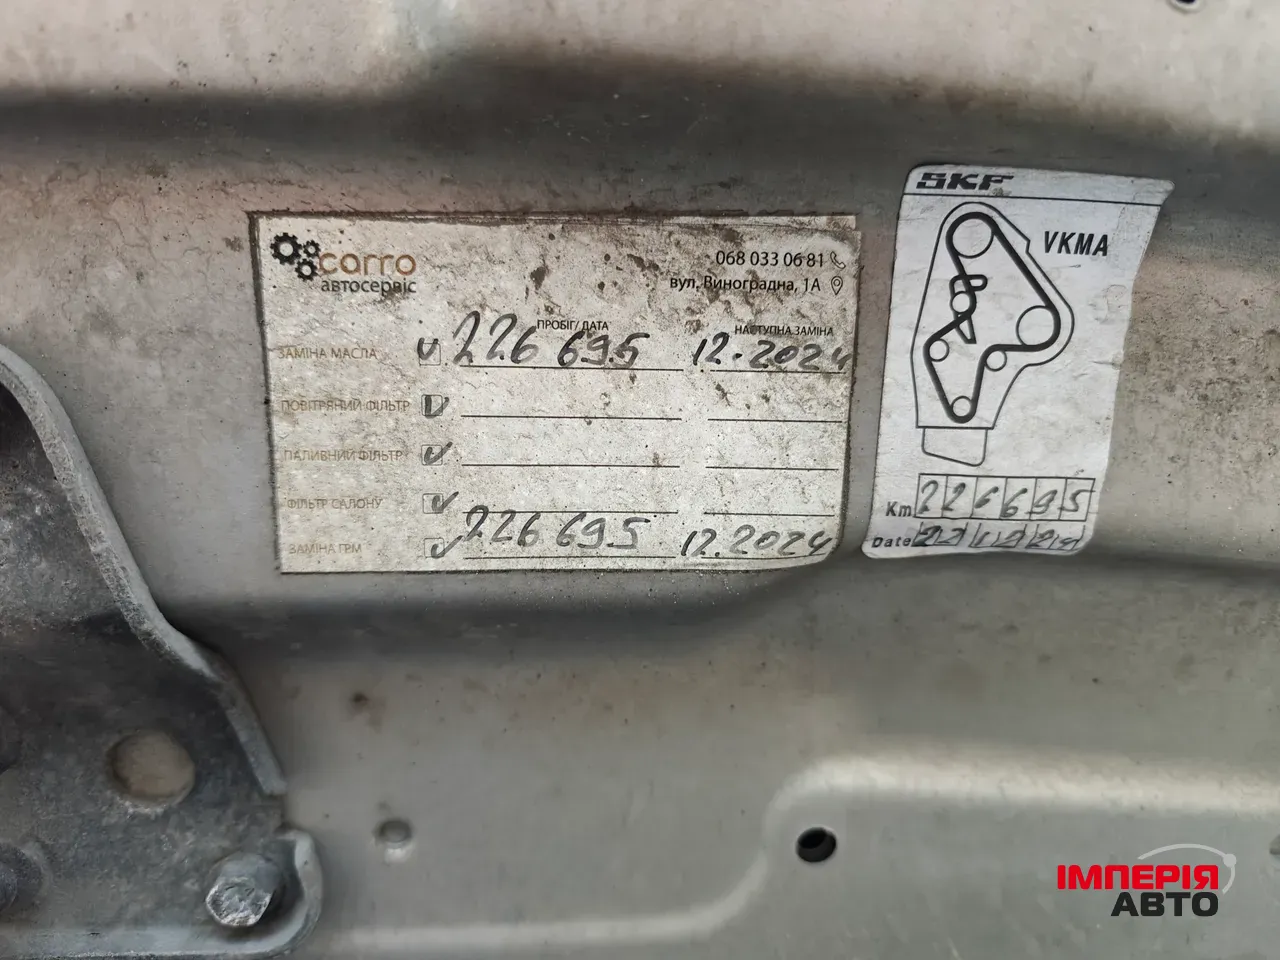 carro
автосервіс
068 033 06 81
вул. Виноградна, 1А
ПРОБІГ/ДАТА
НАСТУПНА ЗАМІНА
ЗАМІНА МАСЛА 226 695 12.2024
ПОВІТРЯНИЙ ФІЛЬТР
ПАЛИВНИЙ ФІЛЬТР
ФІЛЬТР САЛОНУ
ЗАМІНА ГРМ 226 695 12.2024
SKF
VKMA
Km 226695
Date
ІМПЕРІЯ
АВТО